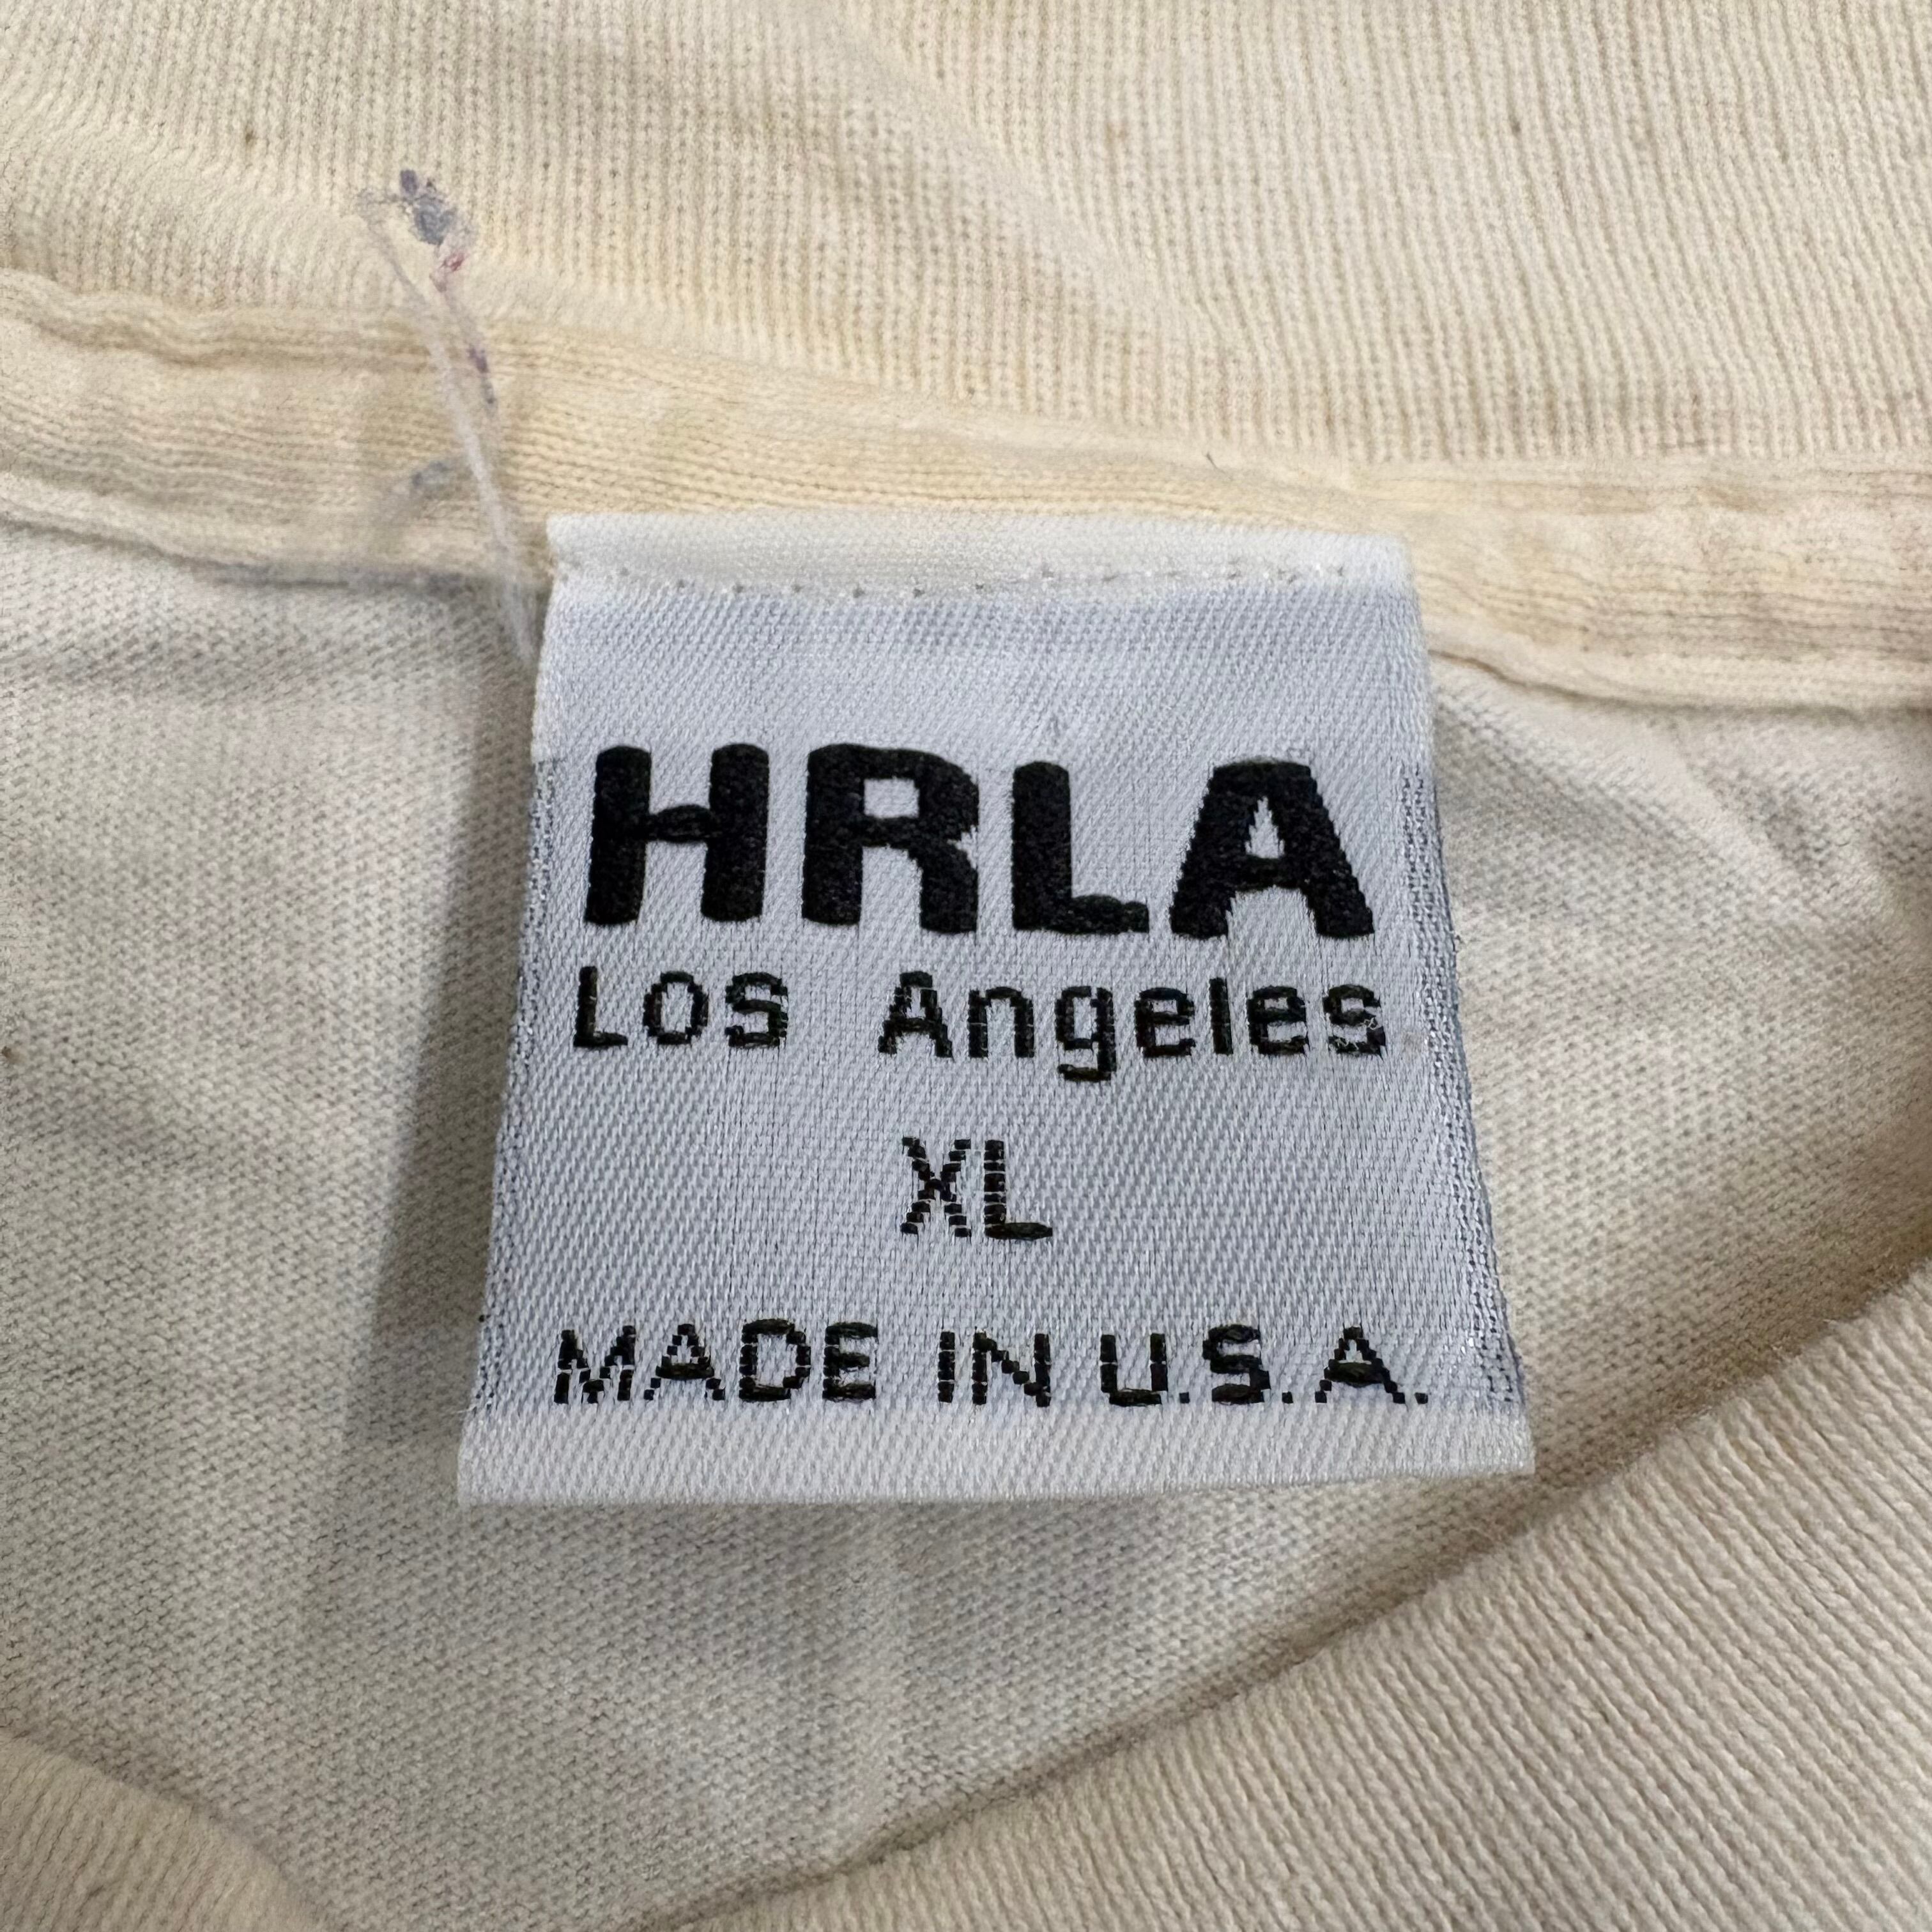 HRLA
Los Angeles
XL
MADE IN U.S.A.